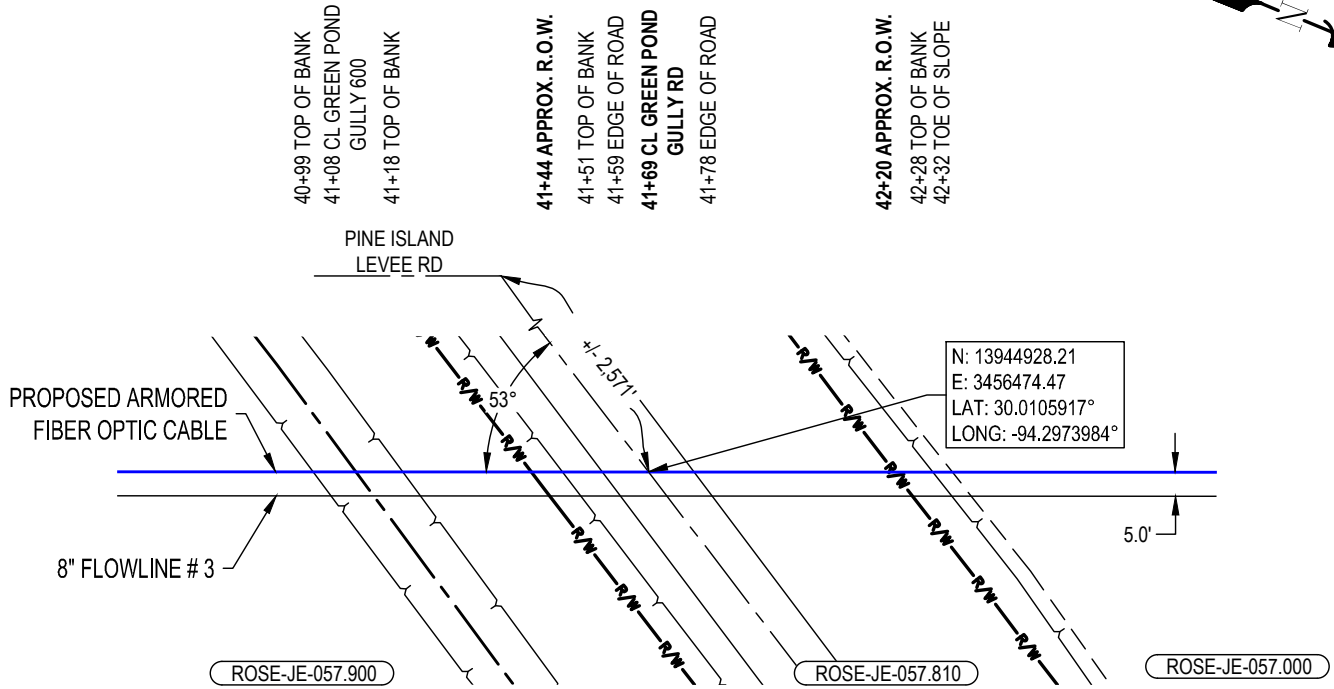 N
40+99 TOP OF BANK
41+08 CL GREEN POND
GULLY 600
41+18 TOP OF BANK
41+44 APPROX. R.O.W.
41+51 TOP OF BANK
41+59 EDGE OF ROAD
41+69 CL GREEN POND
GULLY RD
41+78 EDGE OF ROAD
42+20 APPROX. R.O.W.
42+28 TOP OF BANK
42+32 TOE OF SLOPE
PINE ISLAND
LEVEE RD
+/- 2,571'
53°
N: 13944928.21
E: 3456474.47
LAT: 30.0105917°
LONG: -94.2973984°
PROPOSED ARMORED
FIBER OPTIC CABLE
8" FLOWLINE # 3
5.0'
R/W
R/W
R/W
R/W
R/W
R/W
R/W
R/W
R/W
R/W
R/W
R/W
W
ROSE-JE-057.900
ROSE-JE-057.810
ROSE-JE-057.000